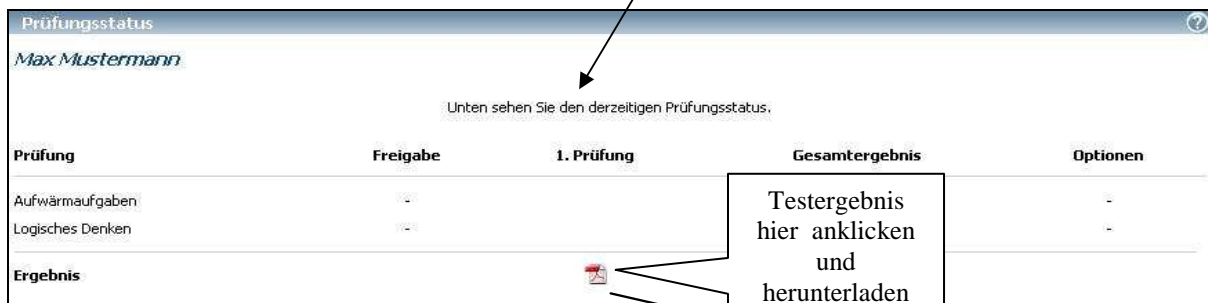 Prüfungsstatus
Max Mustermann
Unten sehen Sie den derzeitigen Prüfungsstatus.
Prüfung Freigabe 1. Prüfung Gesamtergebnis Optionen
Aufwärmaufgaben - -
Logisches Denken - -
Ergebnis
Testergebnis
hier anklicken
und
herunterladen